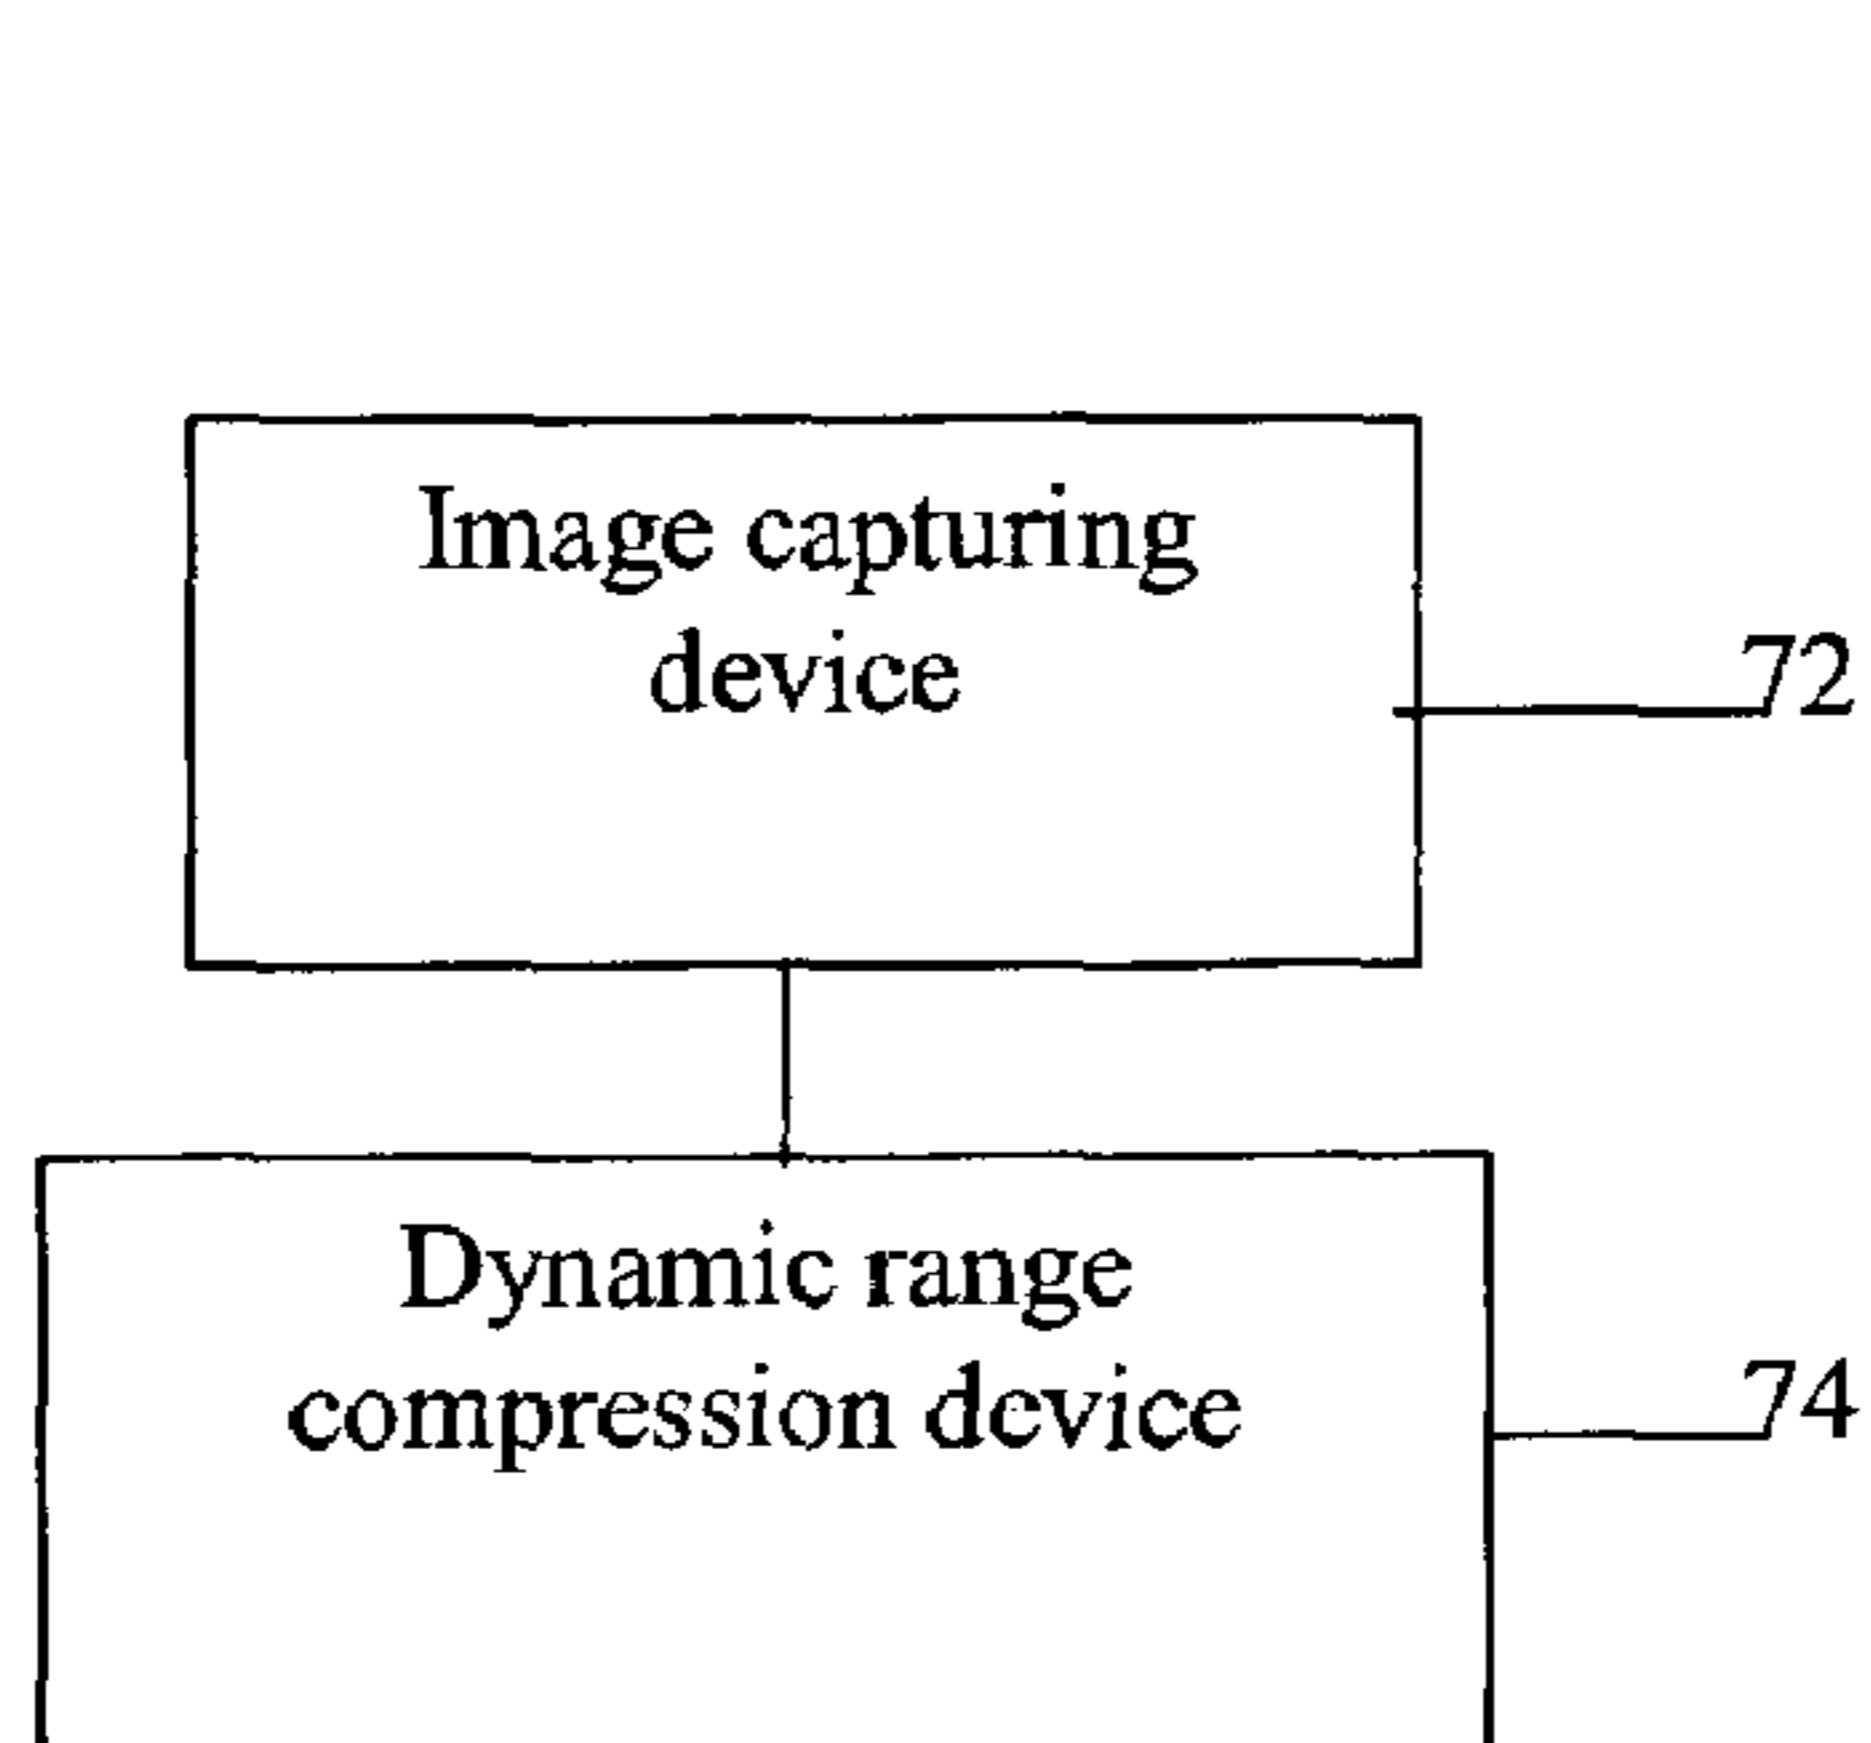 Image capturing
device
72
Dynamic range
compression device
74